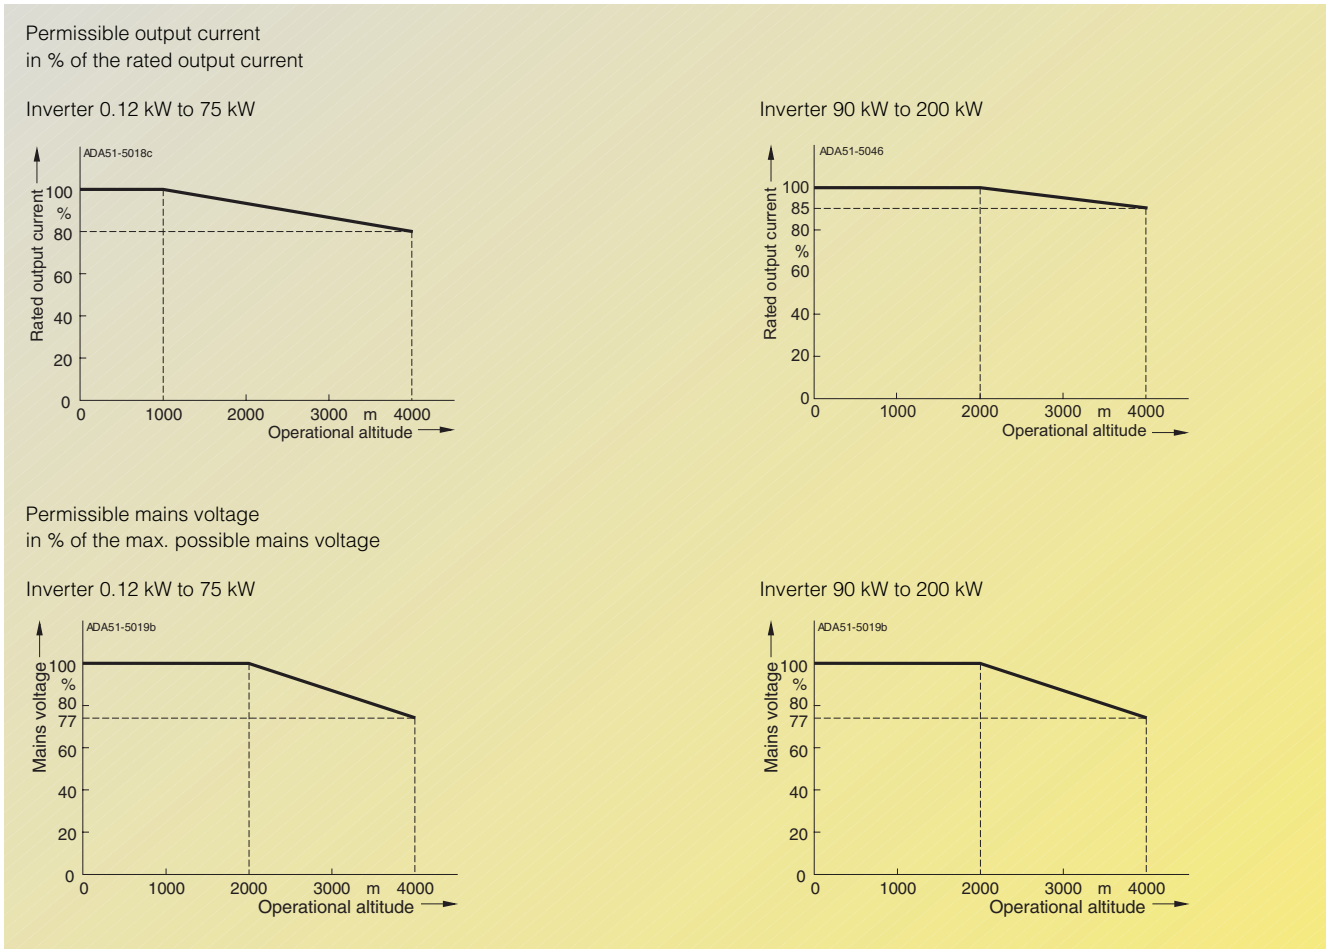 Permissible output current
in % of the rated output current
Inverter 0.12 kW to 75 kW
ADA51-5018c
Rated output current
100
%
80
60
40
20
0
0 1000 2000 3000 m 4000
Operational altitude
Inverter 90 kW to 200 kW
ADA51-5046
Rated output current
100
85
80
%
60
40
20
0
0 1000 2000 3000 m 4000
Operational altitude
Permissible mains voltage
in % of the max. possible mains voltage
Inverter 0.12 kW to 75 kW
ADA51-5019b
Mains voltage
100
%
80
77
60
40
20
0
0 1000 2000 3000 m 4000
Operational altitude
Inverter 90 kW to 200 kW
ADA51-5019b
Mains voltage
100
%
80
77
60
40
20
0
0 1000 2000 3000 m 4000
Operational altitude